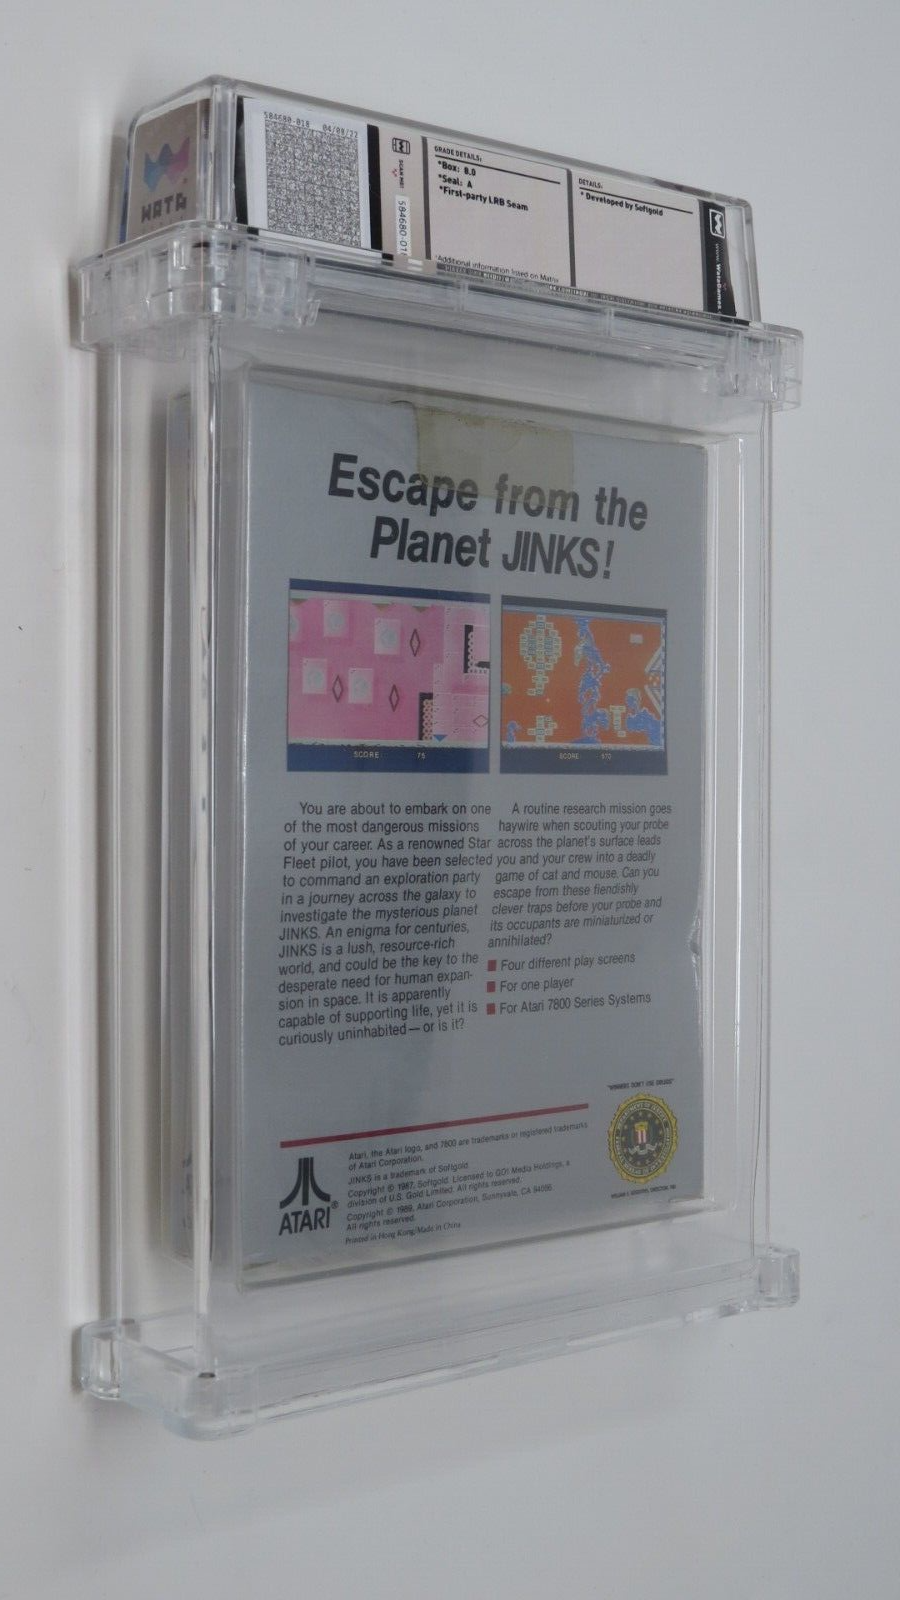 584680-018 04/08/22
WATA
SCAN ME!
584680-018
GRADE DETAILS:
*Box: 8.0
*Seal: A
*First-party LRB Seam
*Additional information listed on Matrix
DETAILS:
* Developed by Softgold
Escape from the
Planet JINKS!
SCORE 75
SCORE 970
You are about to embark on one
of the most dangerous missions
of your career. As a renowned Star
Fleet pilot, you have been selected
to command an exploration party
in a journey across the galaxy to
investigate the mysterious planet
JINKS. An enigma for centuries,
JINKS is a lush, resource-rich
world, and could be the key to the
desperate need for human expan-
sion in space. It is apparently
capable of supporting life, yet it is
curiously uninhabited—or is it?
A routine research mission goes
haywire when scouting your probe
across the planet's surface leads
you and your crew into a deadly
game of cat and mouse. Can you
escape from these fiendishly
clever traps before your probe and
its occupants are miniaturized or
annihilated?
Four different play screens
For one player
For Atari 7800 Series Systems
"WINNERS DON'T USE DRUGS"
ATARI®
Atari, the Atari logo, and 7800 are trademarks or registered trademarks
of Atari Corporation.
JINKS is a trademark of Softgold.
Copyright © 1987, Softgold. Licensed to GO! Media Holdings, a
division of U.S. Gold Limited. All rights reserved.
Copyright © 1989, Atari Corporation, Sunnyvale, CA 94086.
All rights reserved.
Printed in Hong Kong/Made in China